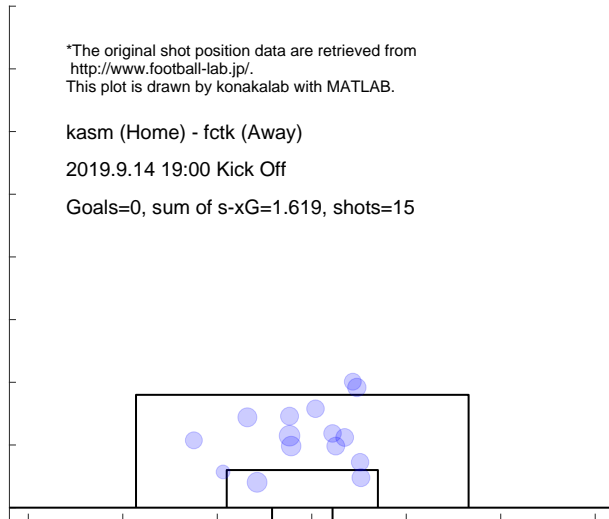 *The original shot position data are retrieved from
http://www.football-lab.jp/.
This plot is drawn by konakalab with MATLAB.
kasm (Home) - fctk (Away)
2019.9.14 19:00 Kick Off
Goals=0, sum of s-xG=1.619, shots=15